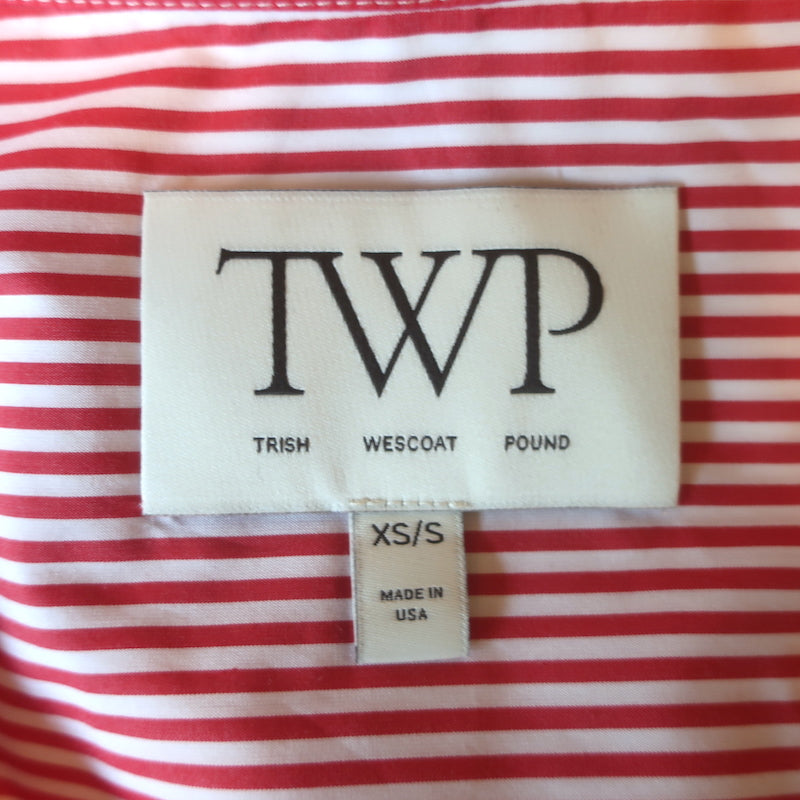 TWP
TRISH WESCOAT POUND
XS/S
MADE IN
USA